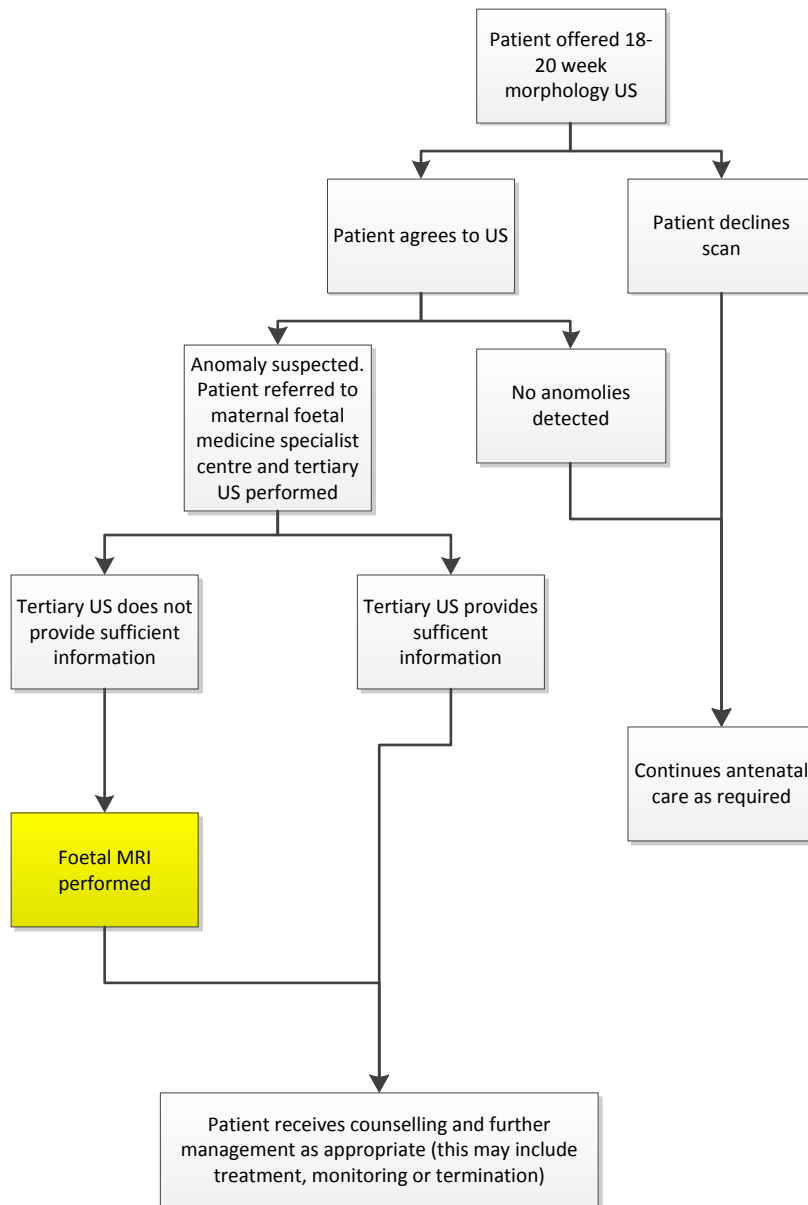 Patient offered 18-
20 week
morphology US
Patient agrees to US
Patient declines
scan
Anomaly suspected.
Patient referred to
maternal foetal
medicine specialist
centre and tertiary
US performed
No anomolies
detected
Tertiary US does not
provide sufficient
information
Tertiary US provides
sufficent
information
Continues antenatal
care as required
Foetal MRI
performed
Patient receives counselling and further
management as appropriate (this may include
treatment, monitoring or termination)